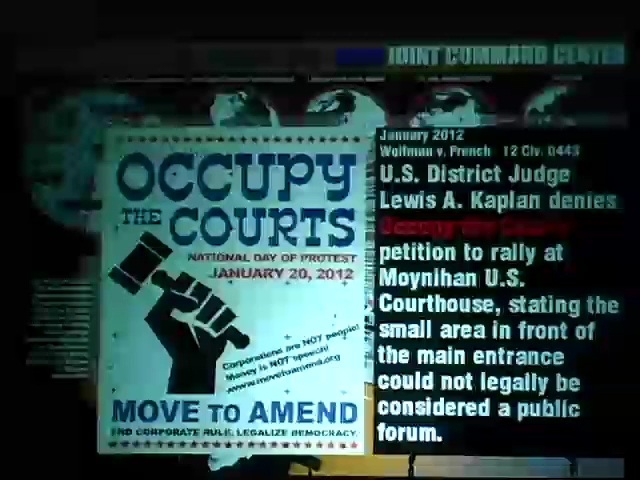 JOINT COMMAND CENTER
OCCUPY
THE COURTS
NATIONAL DAY OF PROTEST
JANUARY 20, 2012
Corporations are NOT people!
Money is NOT speech!
www.movetoamend.org
MOVE TO AMEND
END CORPORATE RULE. LEGALIZE DEMOCRACY.
January 2012
Wolfman v. French 12 Civ. 0443
U.S. District Judge
Lewis A. Kaplan denies
Occupy the Courts
petition to rally at
Moynihan U.S.
Courthouse, stating the
small area in front of
the main entrance
could not legally be
considered a public
forum.